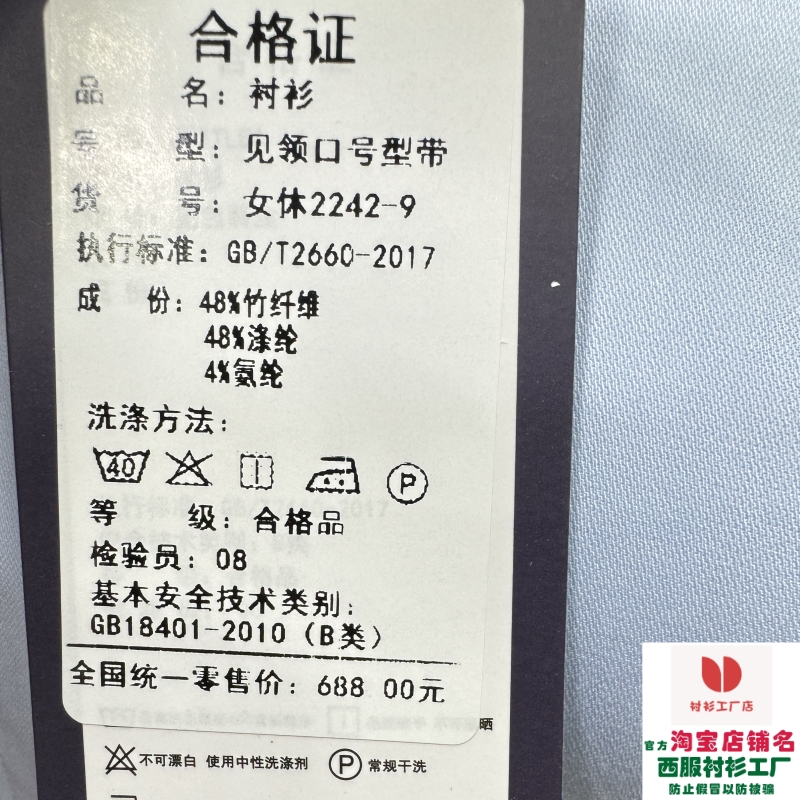 合格证
品 名：衬衫
号 型：见领口号型带
货 号：女休2242-9
执行标准：GB/T2660-2017
成 份：48%竹纤维
48%涤纶
4%氨纶
洗涤方法：
40 P
等 级：合格品
检验员：08
基本安全技术类别：
GB18401-2010（B类）
全国统一零售价：688 00元
晒
不可漂白 使用中性洗涤剂 P 常规干洗
衬衫工厂店
官方淘宝店铺名
西服衬衫工厂
防止假冒以防被骗